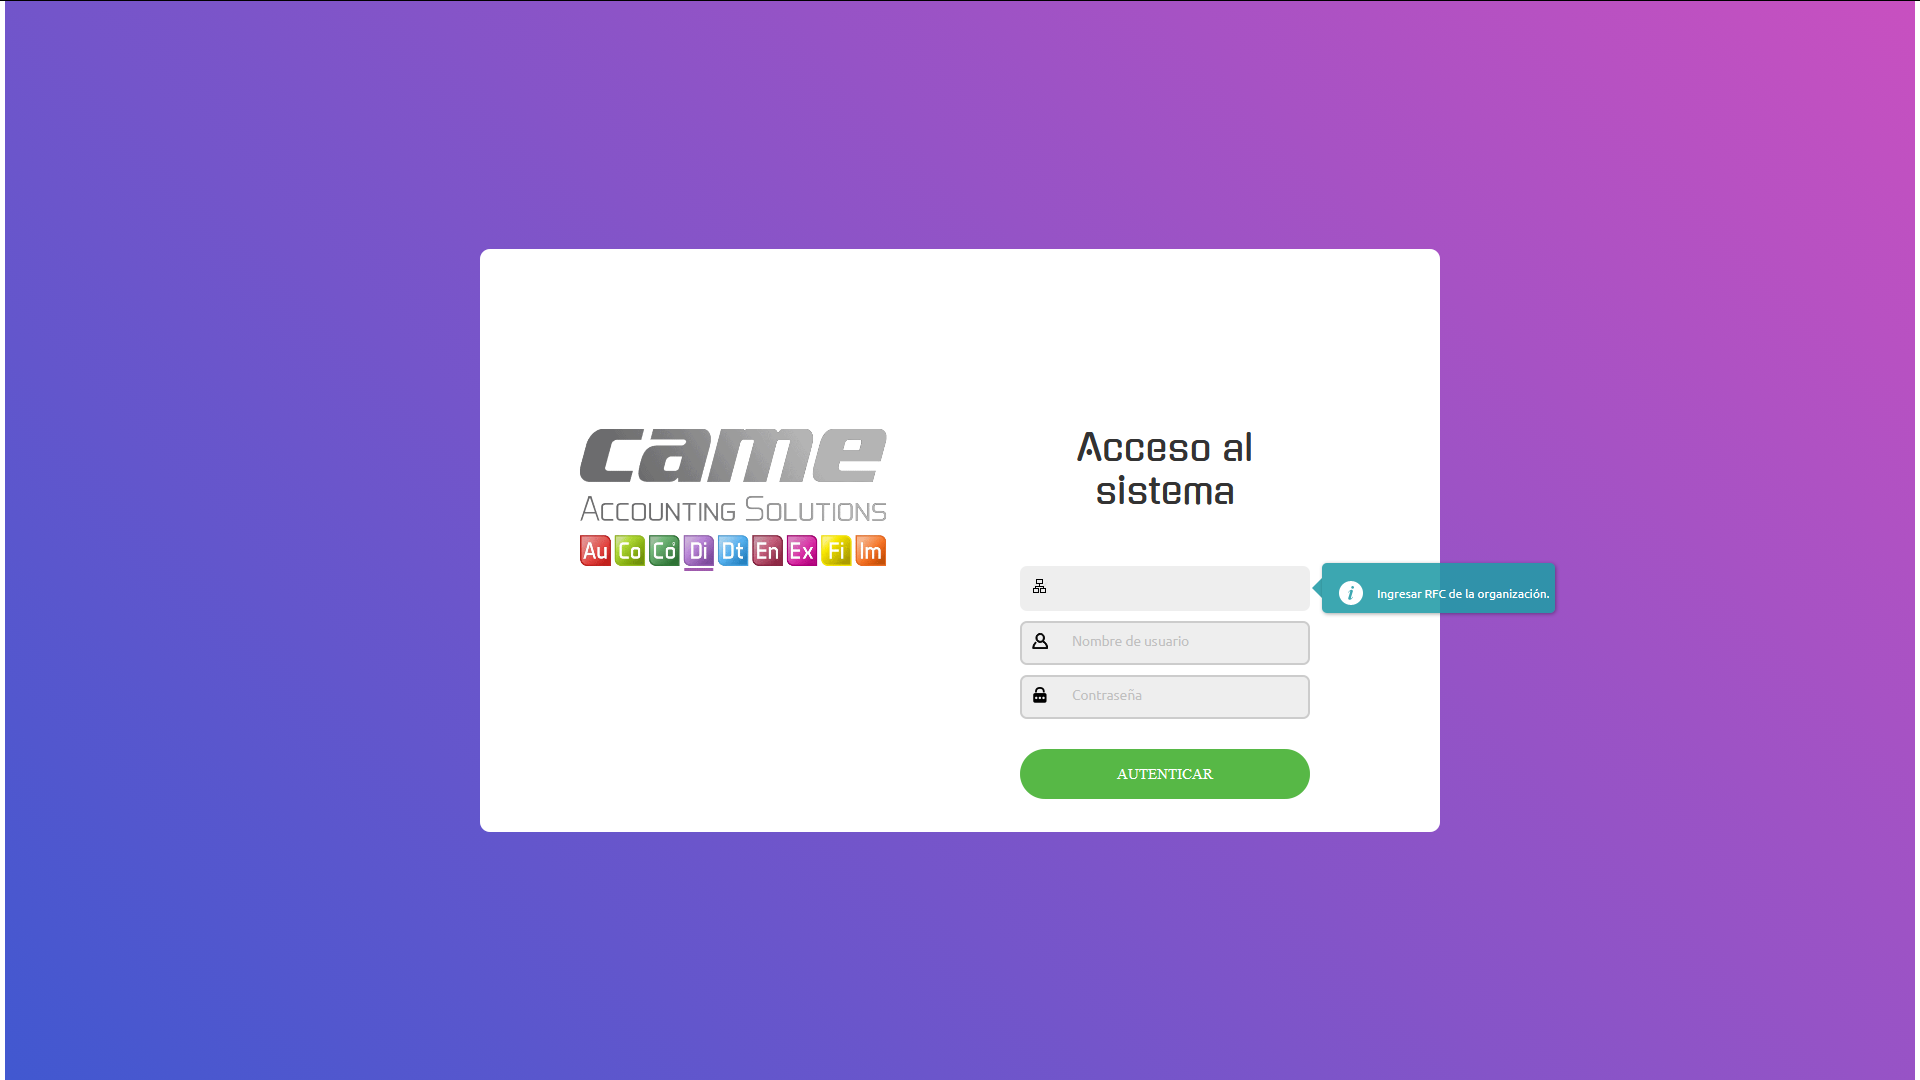 came
Accounting Solutions
Au Co Co² Di Dt En Ex Fi Im
Acceso al
sistema
Ingresar RFC de la organización.
Nombre de usuario
Contraseña
AUTENTICAR